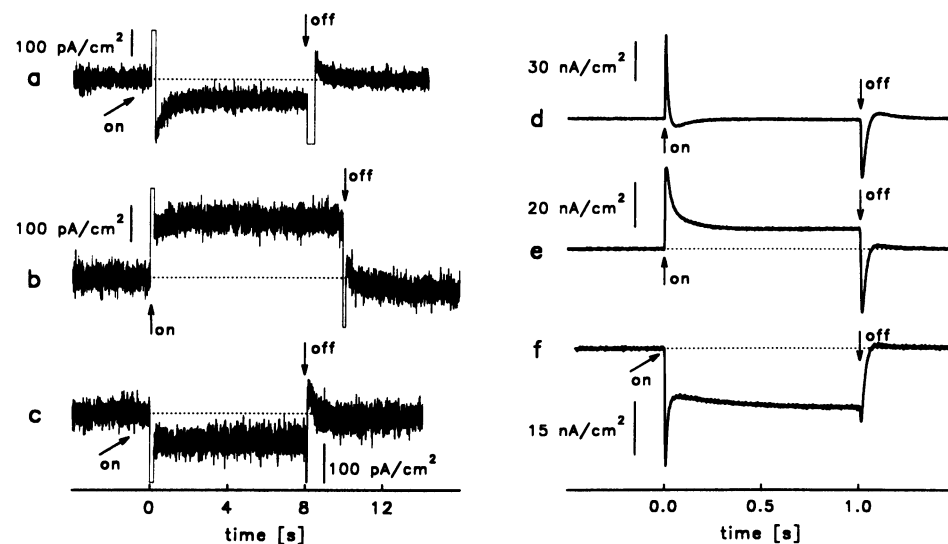 off
100 pA/cm²
a
on
off
100 pA/cm²
b
on
off
c
on
100 pA/cm²
0 4 8 12
time [s]
off
30 nA/cm²
d
on
off
20 nA/cm²
e
on
off
f
on
15 nA/cm²
0.0 0.5 1.0
time [s]